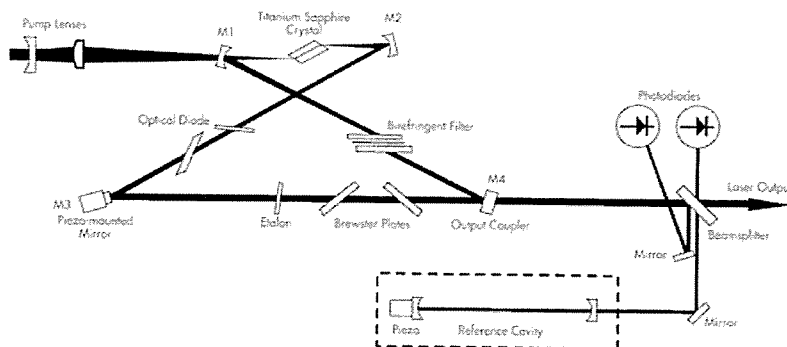 Pump Lenses
M1
Titanium Sapphire
Crystal
M2
Optical Diode
Birefringent Filter
Photodiodes
M3
Piezo-mounted
Mirror
Etalon
Brewster Plates
M4
Output Coupler
Laser Output
Beamsplitter
Mirror
Piezo
Reference Cavity
Mirror